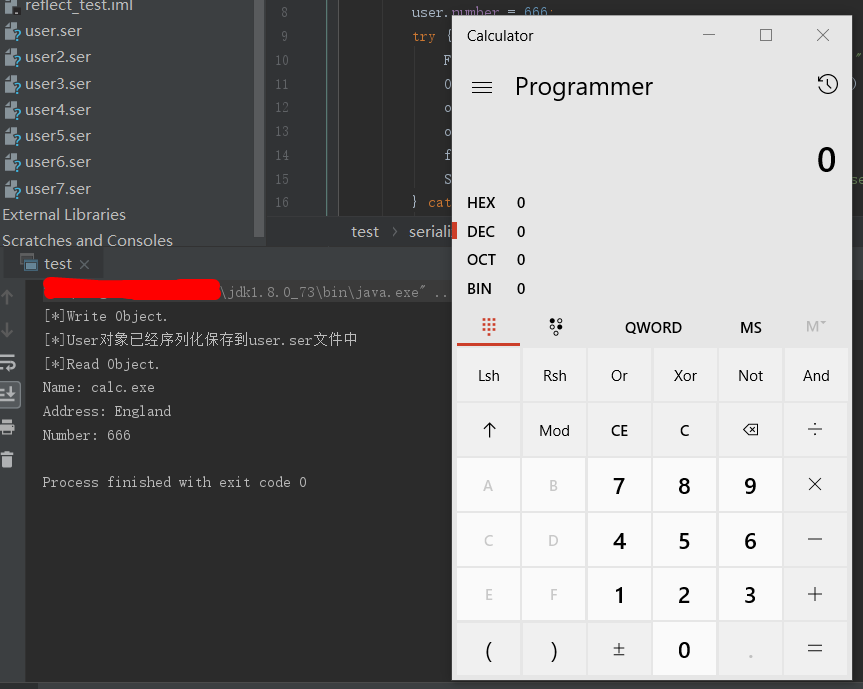 reflect_test.iml
user.ser
user2.ser
user3.ser
user4.ser
user5.ser
user6.ser
user7.ser
External Libraries
Scratches and Consoles
8 user.number = 666;
9 try {
10 F
11 O
12 o
13 o
14 f
15 S
16 } cat
test > seriali
test ×
\jdk1.8.0_73\bin\java.exe" ...
[*]Write Object.
[*]User对象已经序列化保存到user.ser文件中
[*]Read Object.
Name: calc.exe
Address: England
Number: 666
Process finished with exit code 0
Calculator
Programmer
0
HEX 0
DEC 0
OCT 0
BIN 0
QWORD MS M
Lsh Rsh Or Xor Not And
↑ Mod CE C ⌫ ÷
A B 7 8 9 ×
C D 4 5 6 −
E F 1 2 3 +
( ) ± 0 . =